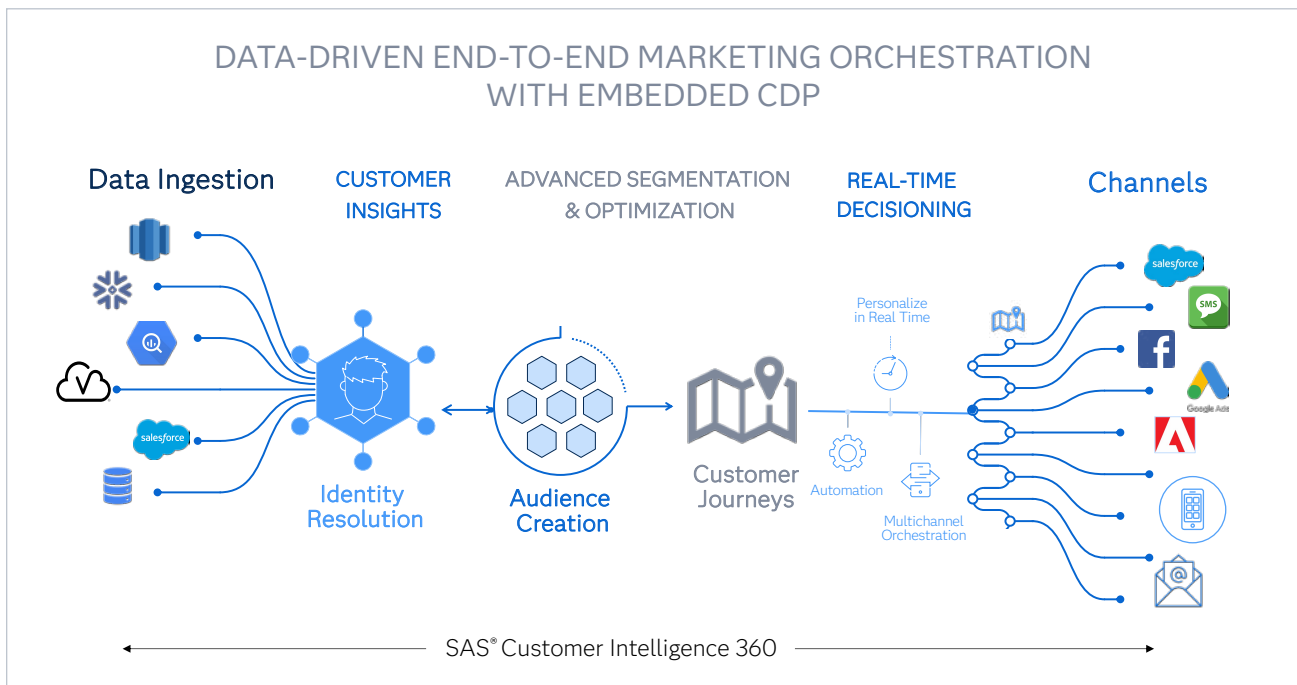 DATA-DRIVEN END-TO-END MARKETING ORCHESTRATION
WITH EMBEDDED CDP
Data Ingestion
CUSTOMER
INSIGHTS
ADVANCED SEGMENTATION
& OPTIMIZATION
REAL-TIME
DECISIONING
Channels
salesforce
Identity
Resolution
Audience
Creation
Customer
Journeys
Personalize
in Real Time
Automation
Multichannel
Orchestration
salesforce
SMS
Google Ads
@
SAS® Customer Intelligence 360